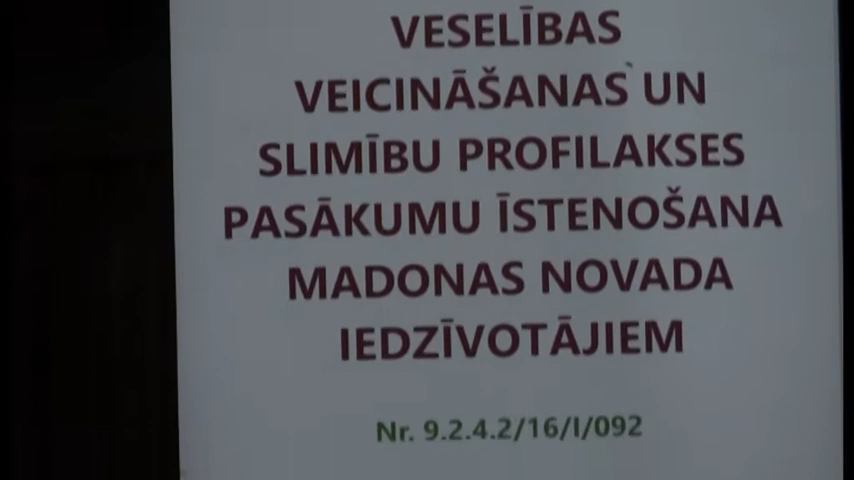 VESELĪBAS
VEICINĀŠANAS UN
SLIMĪBU PROFILAKSES
PASĀKUMU ĪSTENOŠANA
MADONAS NOVADA
IEDZĪVOTĀJIEM
Nr. 9.2.4.2/16/I/092